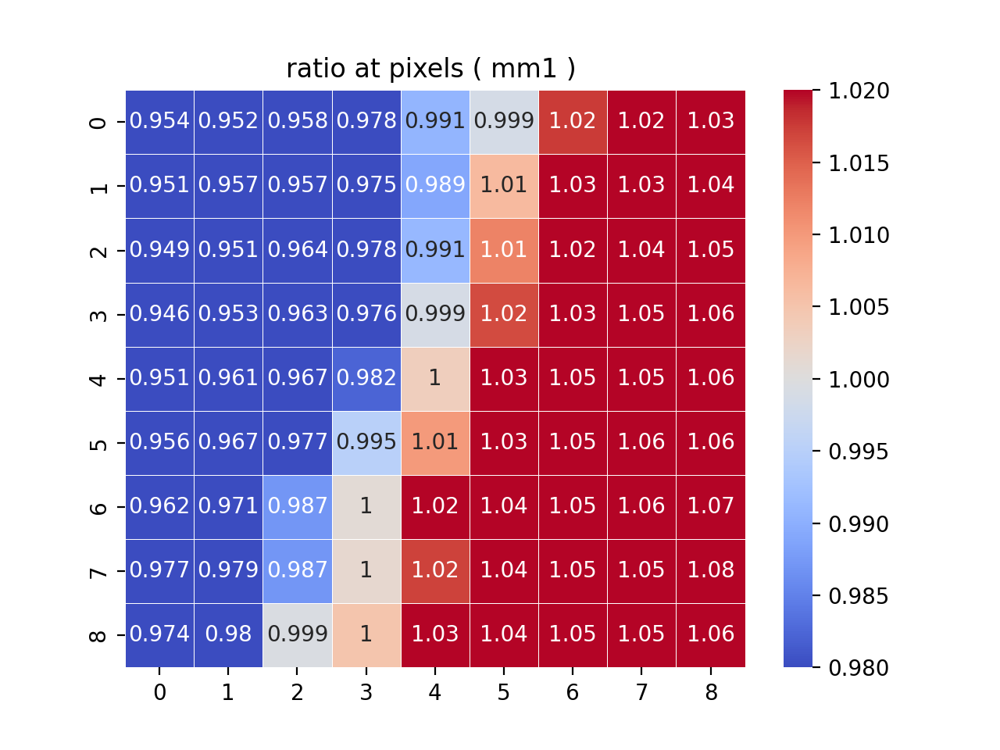 ratio at pixels ( mm1 )
0 0.954 0.952 0.958 0.978 0.991 0.999 1.02 1.02 1.03
1 0.951 0.957 0.957 0.975 0.989 1.01 1.03 1.03 1.04
2 0.949 0.951 0.964 0.978 0.991 1.01 1.02 1.04 1.05
3 0.946 0.953 0.963 0.976 0.999 1.02 1.03 1.05 1.06
4 0.951 0.961 0.967 0.982 1 1.03 1.05 1.05 1.06
5 0.956 0.967 0.977 0.995 1.01 1.03 1.05 1.06 1.06
6 0.962 0.971 0.987 1 1.02 1.04 1.05 1.06 1.07
7 0.977 0.979 0.987 1 1.02 1.04 1.05 1.05 1.08
8 0.974 0.98 0.999 1 1.03 1.04 1.05 1.05 1.06
0 1 2 3 4 5 6 7 8
1.020
1.015
1.010
1.005
1.000
0.995
0.990
0.985
0.980